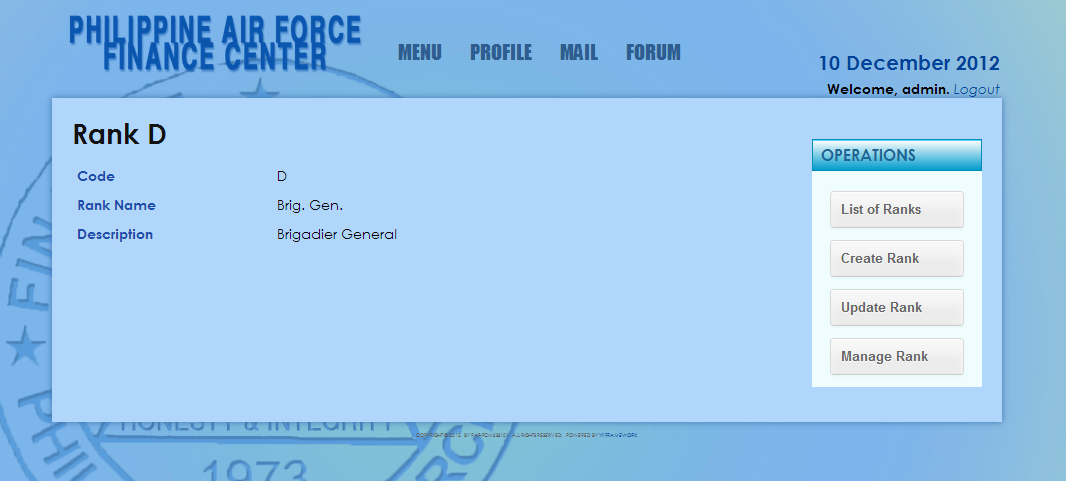 PHILIPPINE AIR FORCE
FINANCE CENTER
MENU PROFILE MAIL FORUM
10 December 2012
Welcome, admin. Logout
Rank D
Code D
Rank Name Brig. Gen.
Description Brigadier General
OPERATIONS
List of Ranks
Create Rank
Update Rank
Manage Rank
HONESTY & INTEGRITY
1973